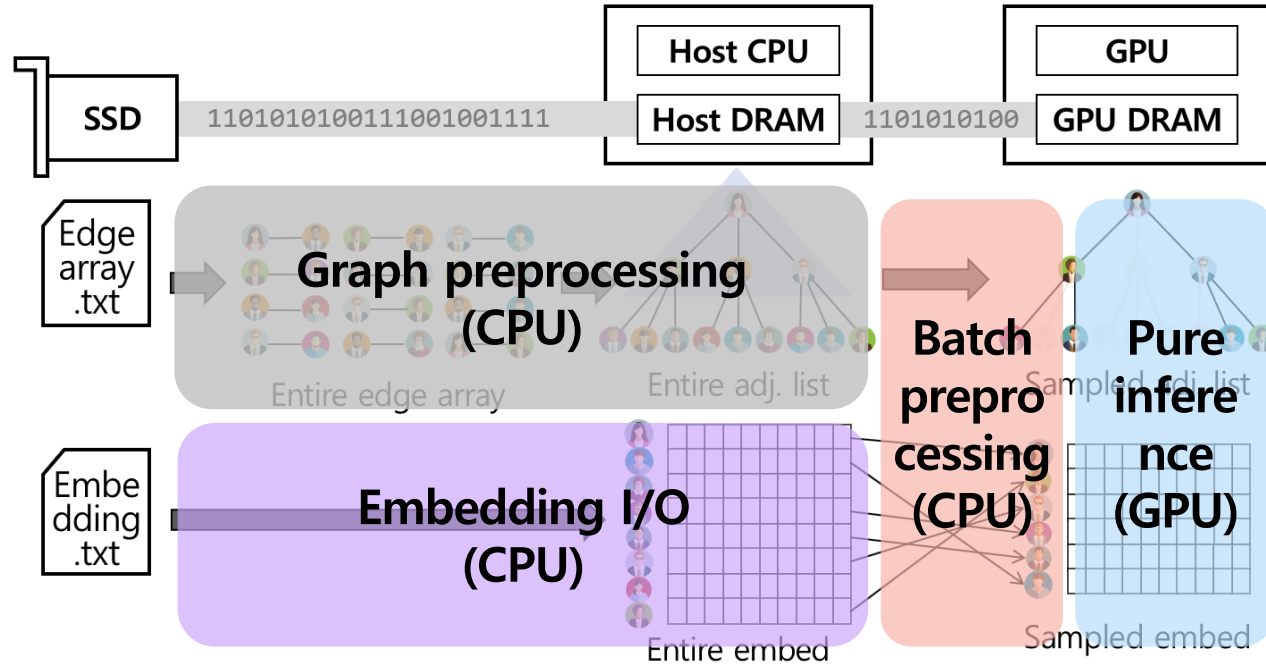 Host CPU
GPU
SSD
1101010100111001001111
Host DRAM
1101010100
GPU DRAM
Edge
array
.txt
Graph preprocessing
(CPU)
Entire edge array
Entire adj. list
Batch
prepro
cessing
(CPU)
Pure
infere
nce
(GPU)
Sampled adj. list
Embe
dding
.txt
Embedding I/O
(CPU)
Entire embed
Sampled embed